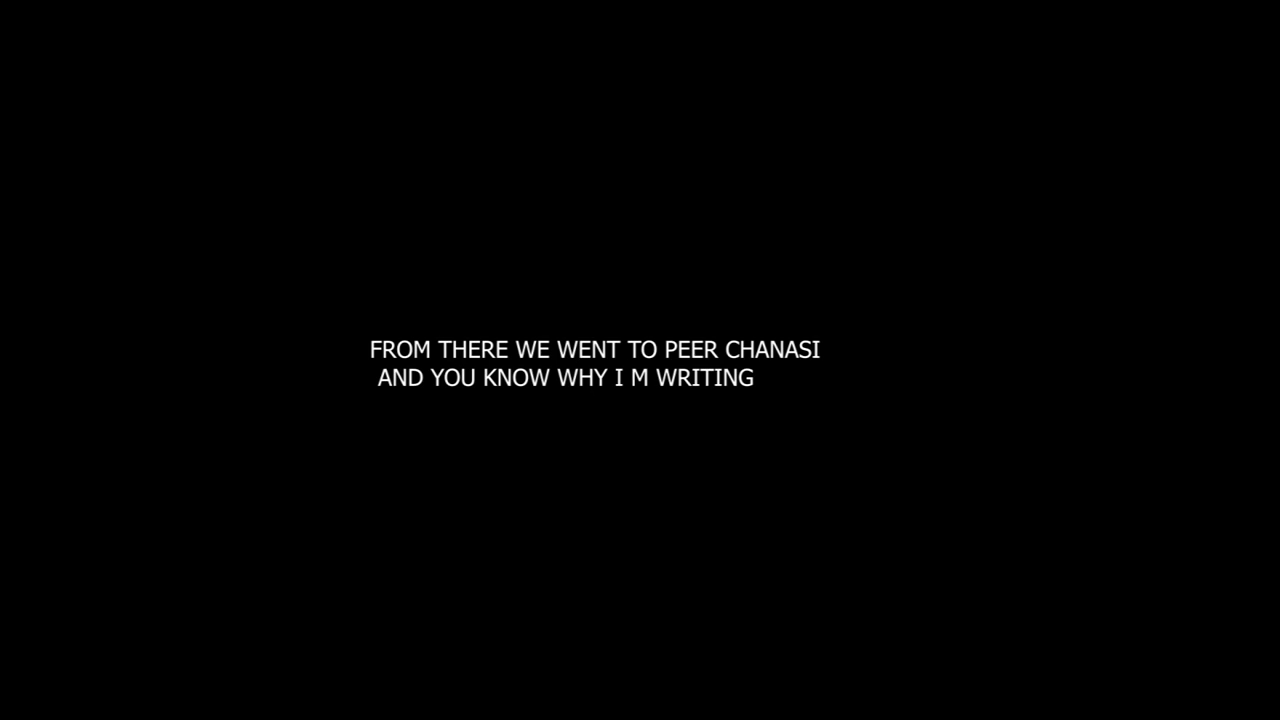 FROM THERE WE WENT TO PEER CHANASI
AND YOU KNOW WHY I M WRITING